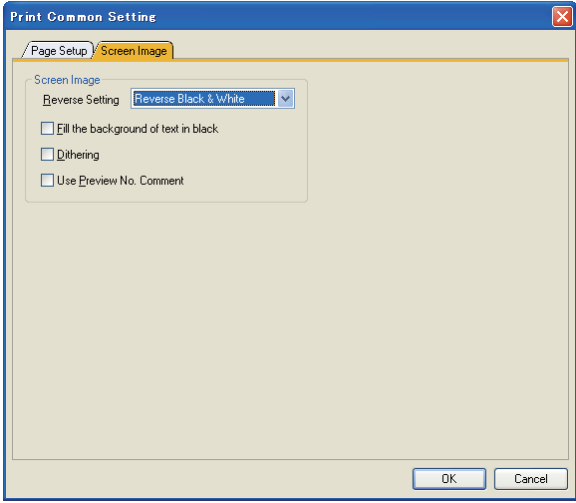 Print Common Setting
Page Setup Screen Image
Screen Image
Reverse Setting Reverse Black & White
Fill the background of text in black
Dithering
Use Preview No. Comment
OK Cancel